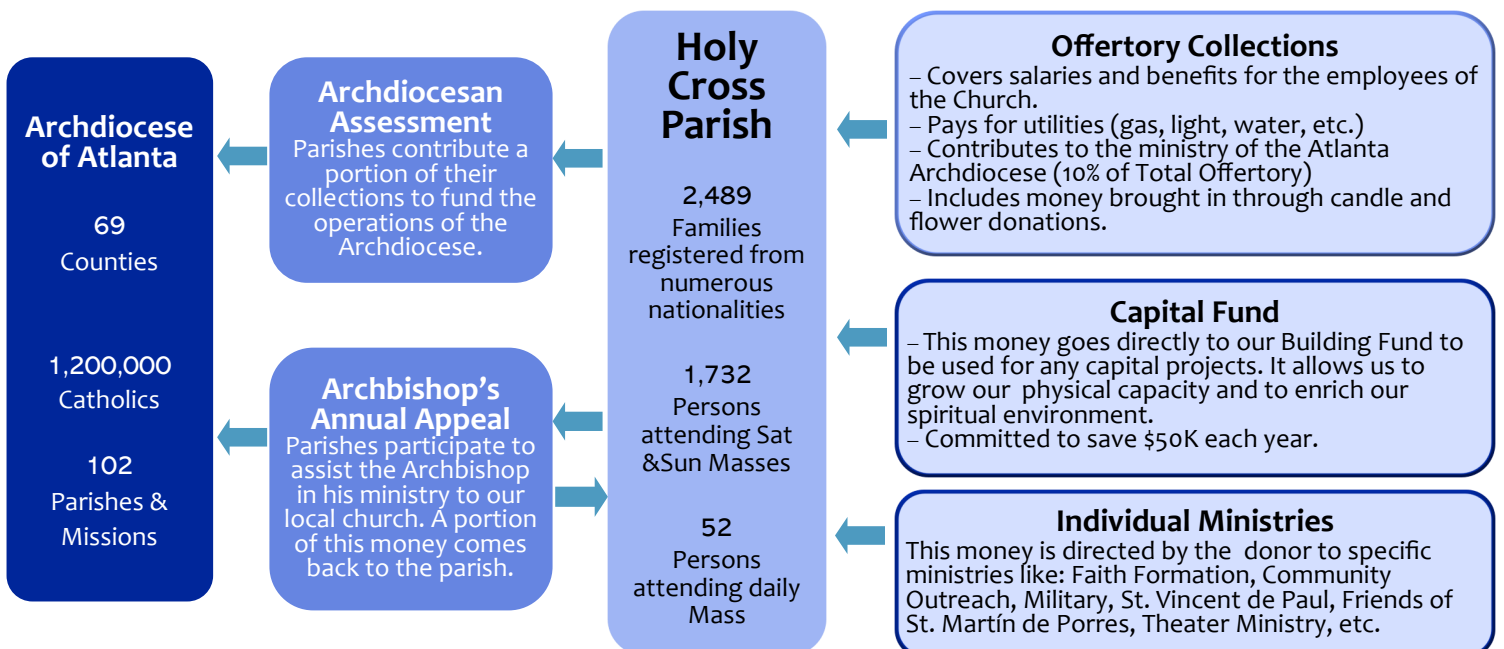 Archdiocese
of Atlanta
69
Counties
1,200,000
Catholics
102
Parishes &
Missions
Archdiocesan
Assessment
Parishes contribute a
portion of their
collections to fund the
operations of the
Archdiocese.
Archbishop’s
Annual Appeal
Parishes participate to
assist the Archbishop
in his ministry to our
local church. A portion
of this money comes
back to the parish.
Holy
Cross
Parish
2,489
Families
registered from
numerous
nationalities
1,732
Persons
attending Sat
&Sun Masses
52
Persons
attending daily
Mass
Offertory Collections
– Covers salaries and benefits for the employees of
the Church.
– Pays for utilities (gas, light, water, etc.)
– Contributes to the ministry of the Atlanta
Archdiocese (10% of Total Offertory)
– Includes money brought in through candle and
flower donations.
Capital Fund
– This money goes directly to our Building Fund to
be used for any capital projects. It allows us to
grow our physical capacity and to enrich our
spiritual environment.
– Committed to save $50K each year.
Individual Ministries
This money is directed by the donor to specific
ministries like: Faith Formation, Community
Outreach, Military, St. Vincent de Paul, Friends of
St. Martín de Porres, Theater Ministry, etc.